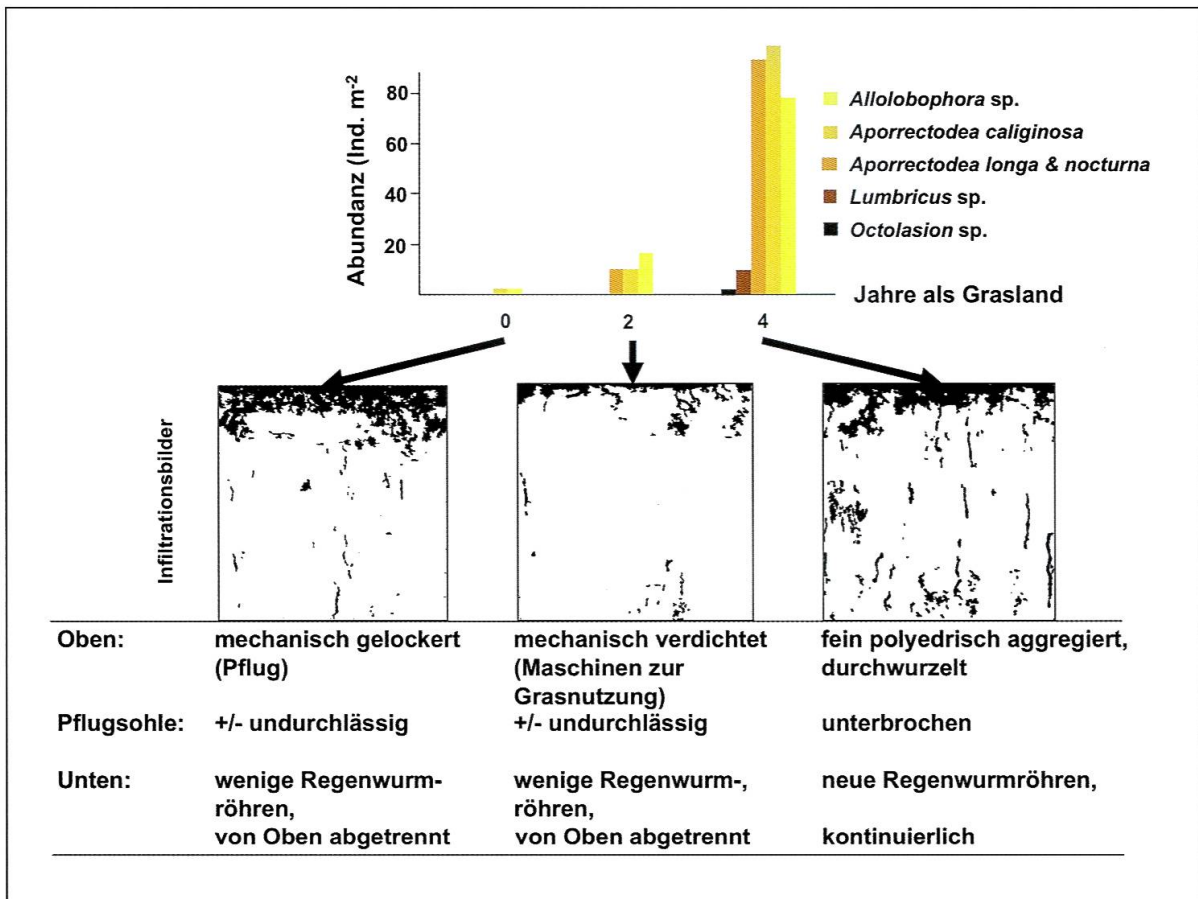 Abundanz (Ind. m-2
80
60
40
20
Allolobophora sp.
Aporrectodea caliginosa
Aporrectodea longa & nocturna
Lumbricus sp.
Octolasion sp.
Jahre als Grasland
0 2 4
Infiltrationsbilder
Oben: mechanisch gelockert mechanisch verdichtet fein polyedrisch aggregiert,
(Pflug) (Maschinen zur durchwurzelt
Grasnutzung)
Pflugsohle: +/- undurchlässig +/- undurchlässig unterbrochen
Unten: wenige Regenwurm- wenige Regenwurm-, neue Regenwurmröhren,
röhren, röhren,
von Oben abgetrennt von Oben abgetrennt kontinuierlich